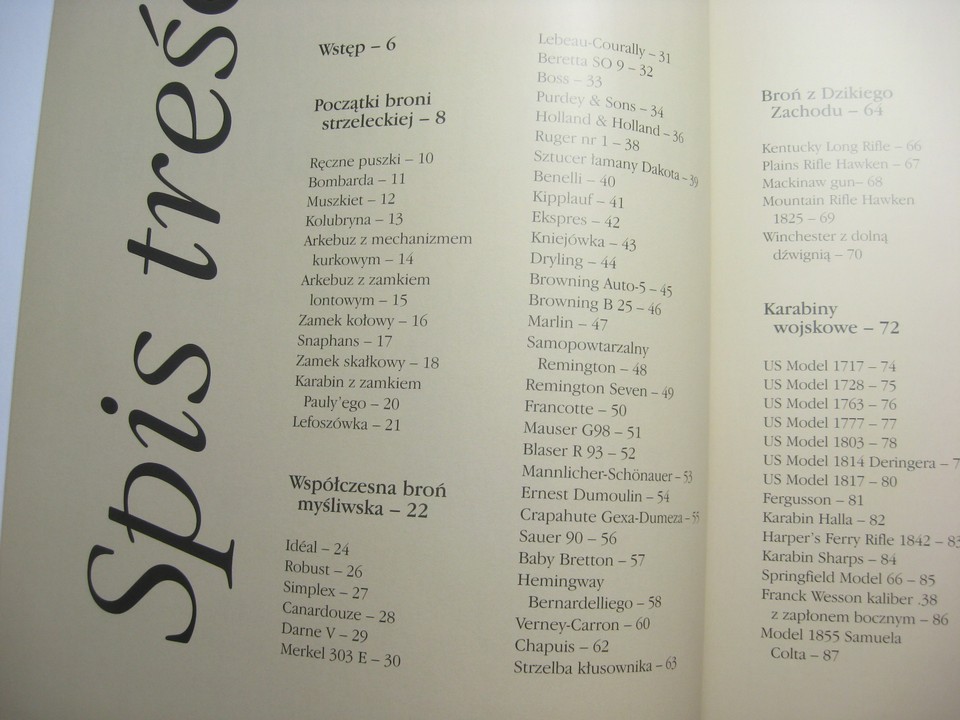 Spis treś
Wstęp – 6
Początki broni
strzeleckiej – 8
Ręczne puszki – 10
Bombarda – 11
Muszkiet – 12
Kolubryna – 13
Arkebuz z mechanizmem
kurkowym – 14
Arkebuz z zamkiem
lontowym – 15
Zamek kołowy – 16
Snaphans – 17
Zamek skałkowy – 18
Karabin z zamkiem
Pauly'ego – 20
Lefoszówka – 21
Współczesna broń
myśliwska – 22
Idéal – 24
Robust – 26
Simplex – 27
Canardouze – 28
Darne V – 29
Merkel 303 E – 30
Lebeau-Courally – 31
Beretta SO 9 – 32
Boss – 33
Purdey & Sons – 34
Holland & Holland – 36
Ruger nr 1 – 38
Sztucer łamany Dakota – 39
Benelli – 40
Kipplauf – 41
Ekspres – 42
Kniejówka – 43
Dryling – 44
Browning Auto-5 – 45
Browning B 25 – 46
Marlin – 47
Samopowtarzalny
Remington – 48
Remington Seven – 49
Francotte – 50
Mauser G98 – 51
Blaser R 93 – 52
Mannlicher-Schönauer – 53
Ernest Dumoulin – 54
Crapahute Gexa-Dumeza – 55
Sauer 90 – 56
Baby Bretton – 57
Hemingway
Bernardelliego – 58
Verney-Carron – 60
Chapuis – 62
Strzelba kłusownika – 63
Broń z Dzikiego
Zachodu – 64
Kentucky Long Rifle – 66
Plains Rifle Hawken – 67
Mackinaw gun– 68
Mountain Rifle Hawken
1825 – 69
Winchester z dolną
dźwignią – 70
Karabiny
wojskowe – 72
US Model 1717 – 74
US Model 1728 – 75
US Model 1763 – 76
US Model 1777 – 77
US Model 1803 – 78
US Model 1814 Deringera – 7
US Model 1817 – 80
Fergusson – 81
Karabin Halla – 82
Harper's Ferry Rifle 1842 – 83
Karabin Sharps – 84
Springfield Model 66 – 85
Franck Wesson kaliber .38
z zapłonem bocznym – 86
Model 1855 Samuela
Colta – 87